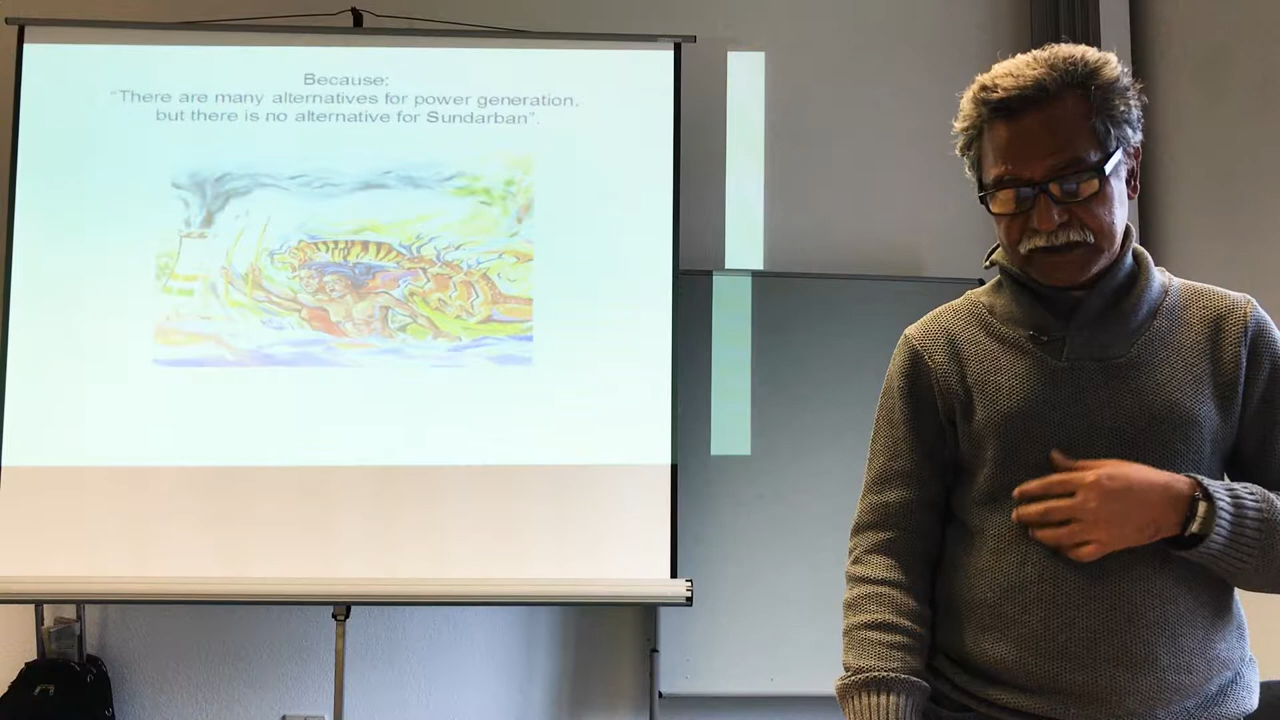 Because:
“There are many alternatives for power generation,
but there is no alternative for Sundarban”.